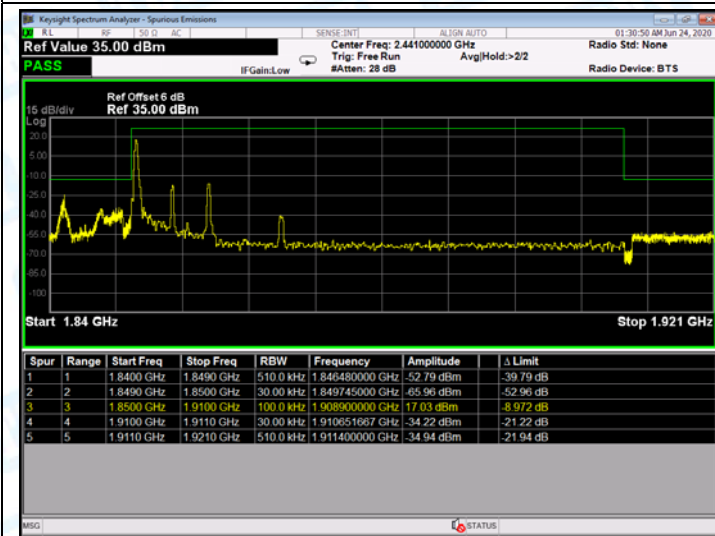 Keysight Spectrum Analyzer - Spurious Emissions
RL RF 50 Ω AC SENSE:INT ALIGN AUTO 01:30:50 AM Jun 24, 2020
Ref Value 35.00 dBm Center Freq: 2.441000000 GHz Radio Std: None
Trig: Free Run Avg|Hold:>2/2
PASS IFGain:Low #Atten: 28 dB Radio Device: BTS
Ref Offset 6 dB
15 dB/div Ref 35.00 dBm
Log
20.0
5.00
-10.0
-25.0
-40.0
-55.0
-70.0
-85.0
-100
Start 1.84 GHz Stop 1.921 GHz
Spur Range Start Freq Stop Freq RBW Frequency Amplitude Δ Limit
1 1 1.8400 GHz 1.8490 GHz 510.0 kHz 1.846480000 GHz -52.79 dBm -39.79 dB
2 2 1.8490 GHz 1.8500 GHz 30.00 kHz 1.849745000 GHz -65.96 dBm -52.96 dB
3 3 1.8500 GHz 1.9100 GHz 100.0 kHz 1.908900000 GHz 17.03 dBm -8.972 dB
4 4 1.9100 GHz 1.9110 GHz 30.00 kHz 1.910651667 GHz -34.22 dBm -21.22 dB
5 5 1.9110 GHz 1.9210 GHz 510.0 kHz 1.911400000 GHz -34.94 dBm -21.94 dB
MSG STATUS